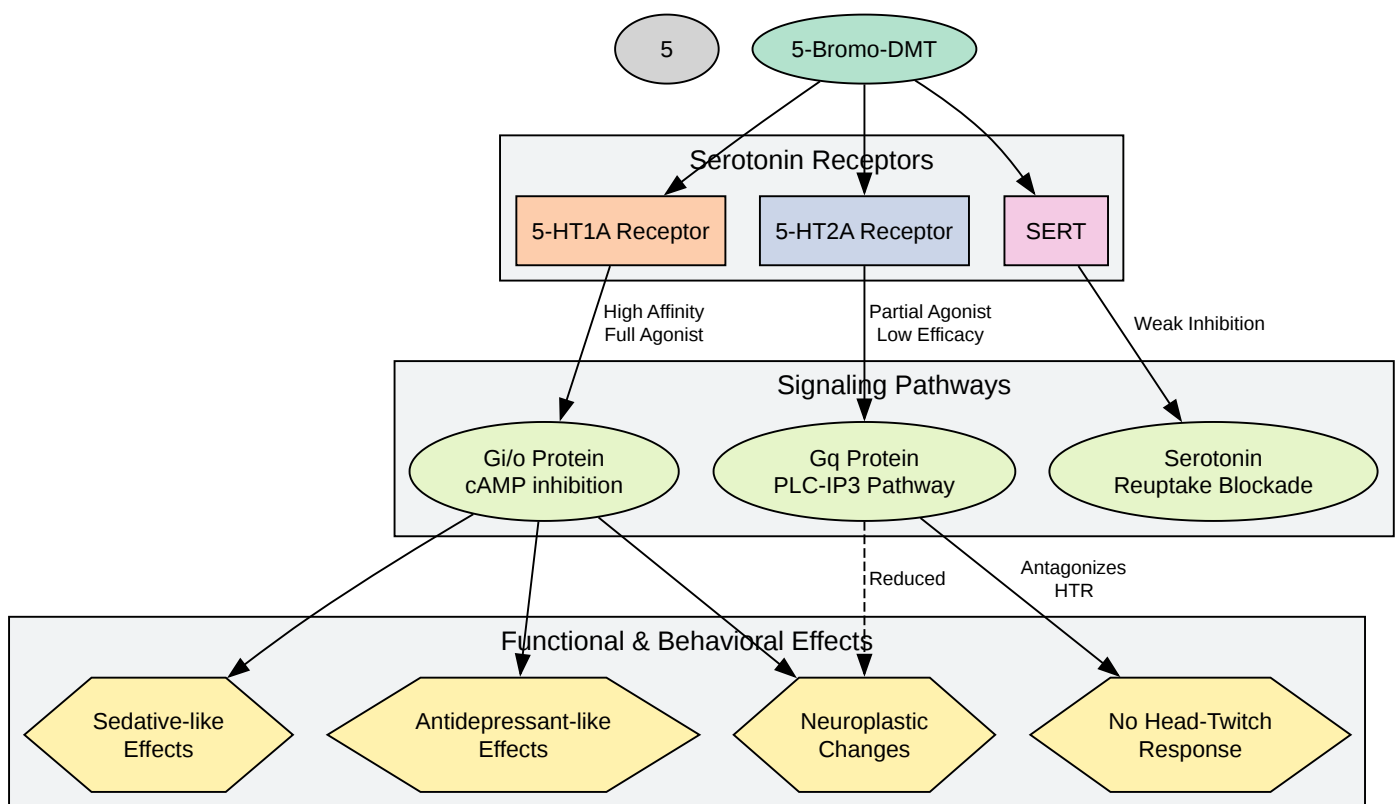 5
5-Bromo-DMT
Serotonin Receptors
5-HT1A Receptor
5-HT2A Receptor
SERT
High Affinity
Full Agonist
Partial Agonist
Low Efficacy
Weak Inhibition
Signaling Pathways
Gi/o Protein
cAMP inhibition
Gq Protein
PLC-IP3 Pathway
Serotonin
Reuptake Blockade
Reduced
Antagonizes
HTR
Functional & Behavioral Effects
Sedative-like
Effects
Antidepressant-like
Effects
Neuroplastic
Changes
No Head-Twitch
Response